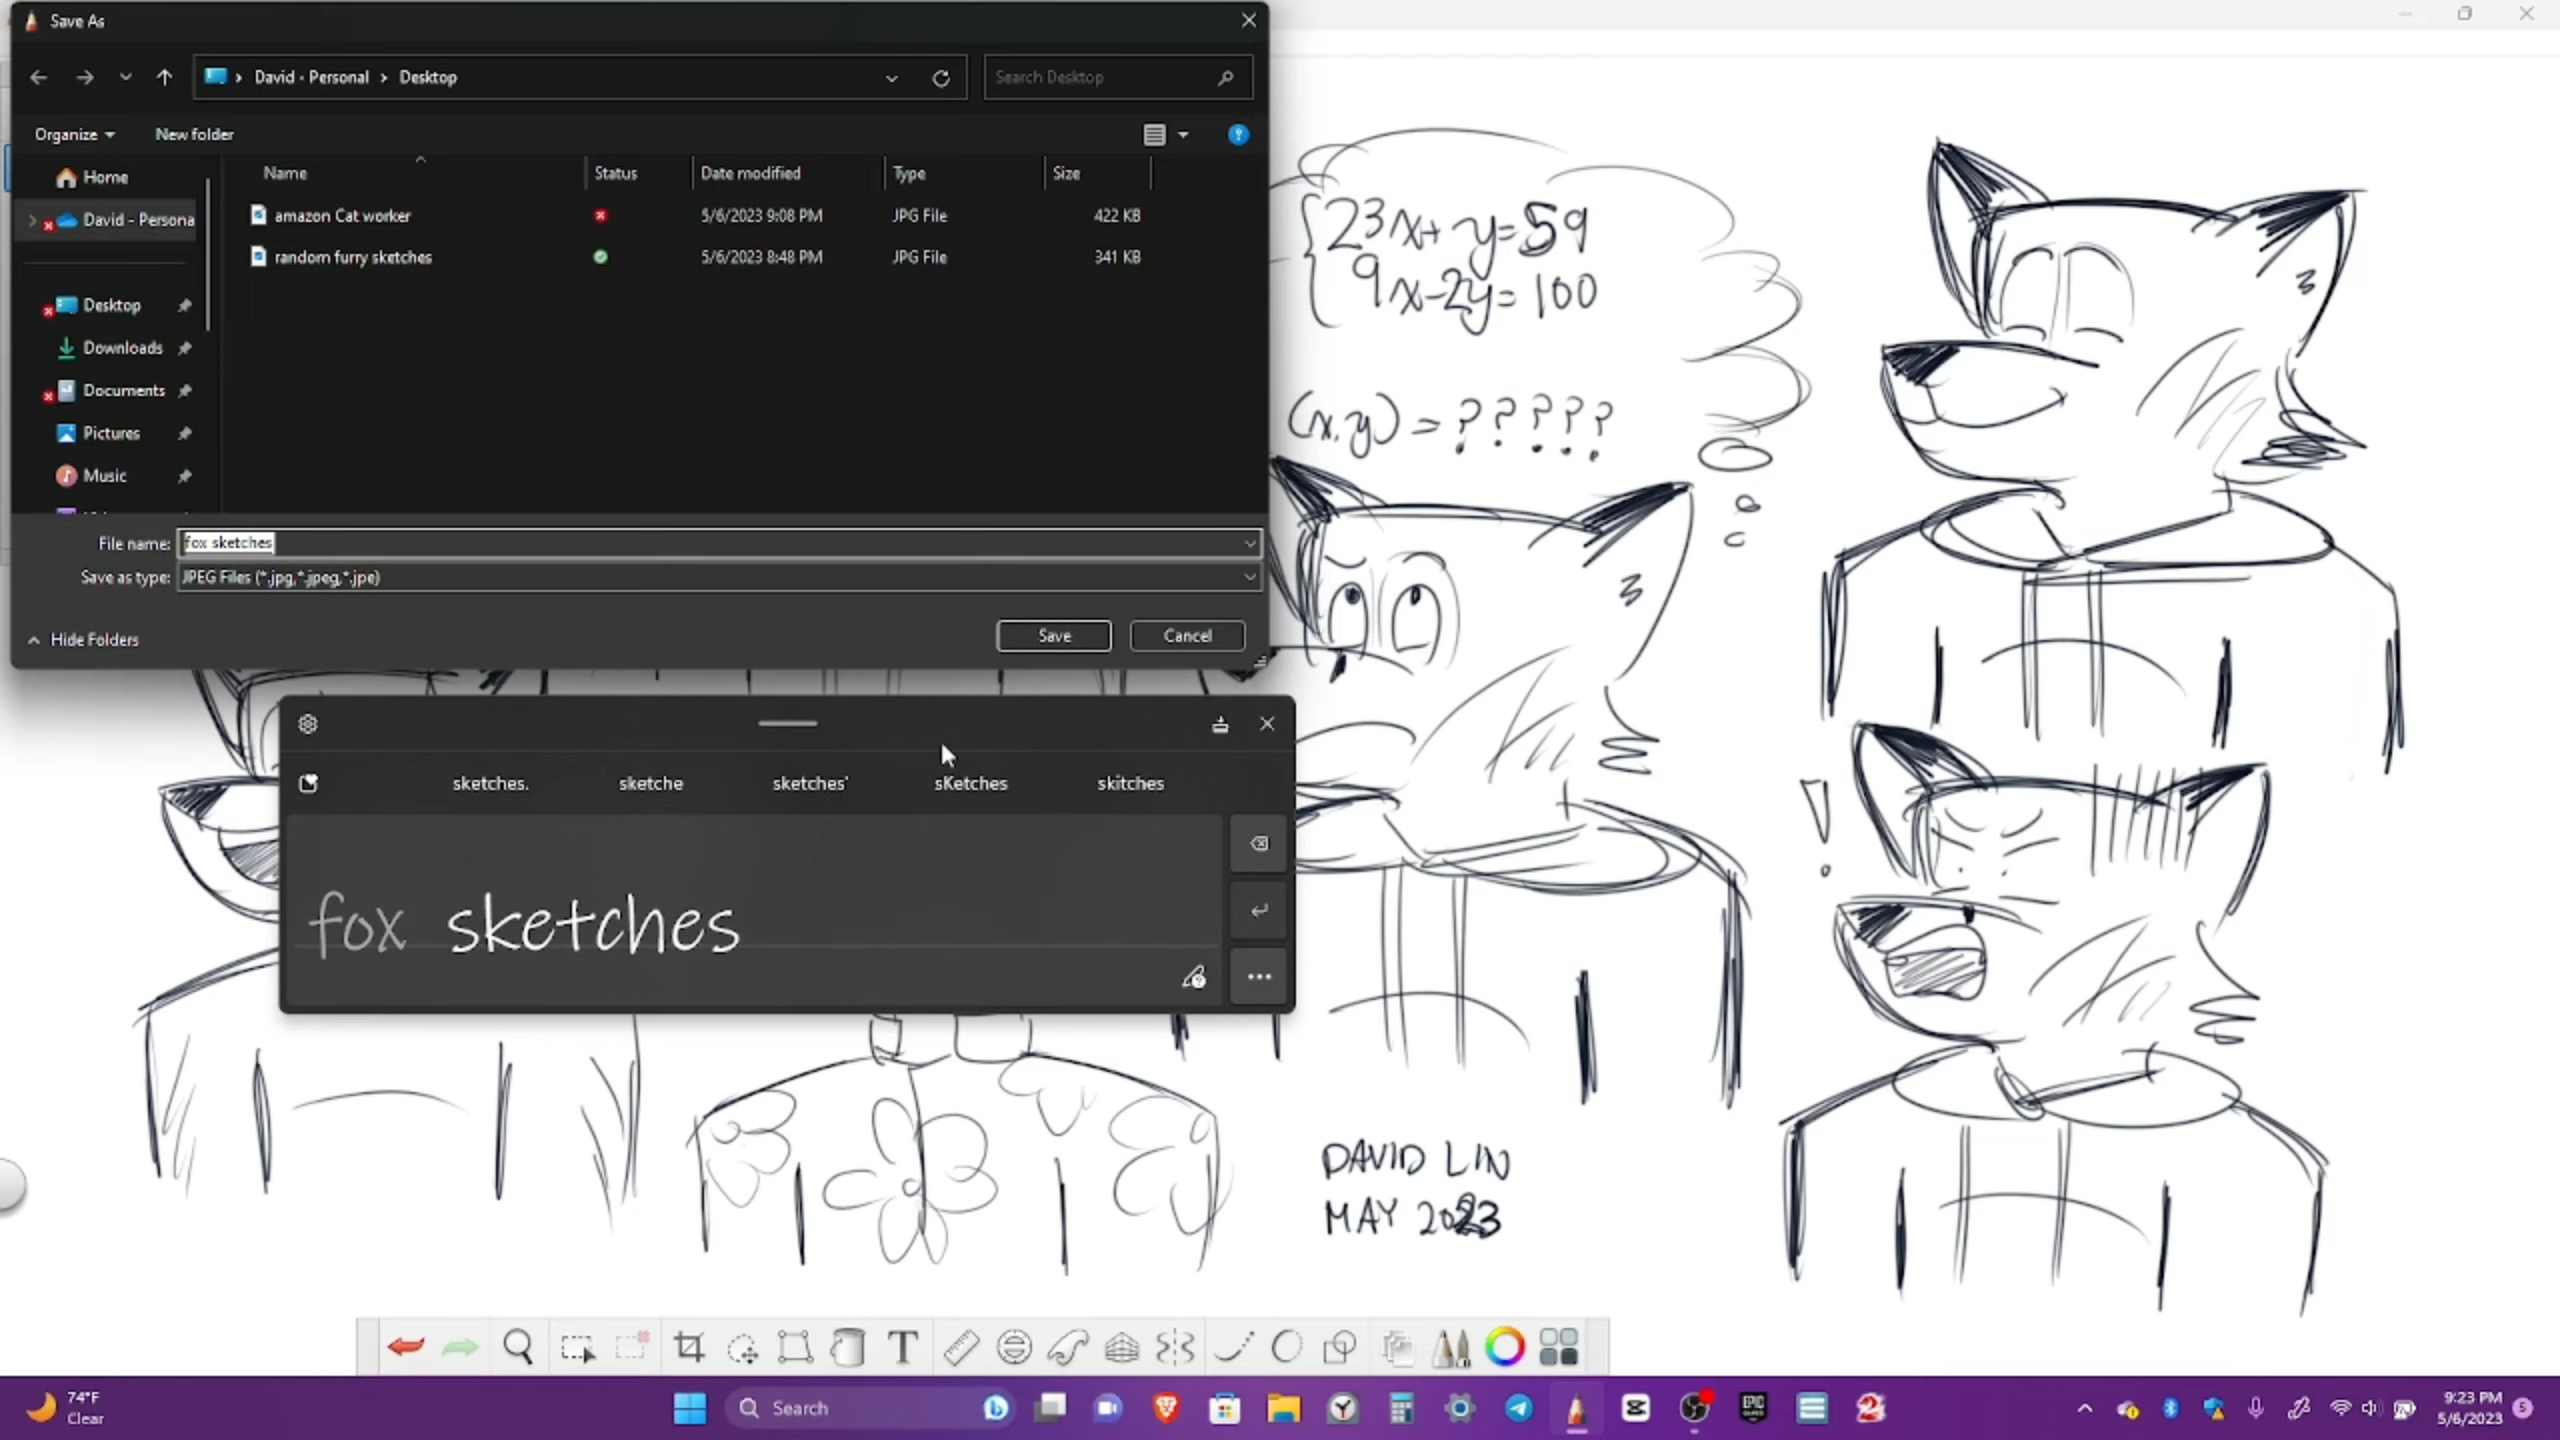 Save As
David - Personal
Desktop
Search Desktop
Organize
New folder
Name
Status
Date modified
Type
Size
Home
amazon Cat worker
5/6/2023 9:08 PM
JPG File
422 KB
David - Persona
random furry sketches
5/6/2023 8:48 PM
JPG File
341 KB
Desktop
Downloads
Documents
Pictures
Music
File name:
fox sketches
Save as type:
JPEG Files (*.jpg,*.jpeg,*.jpe)
Hide Folders
Save
Cancel
23x+y=59
9x-2y=100
(x,y) = ?????
sketches.
sketche
sketches'
sKetches
skitches
fox sketches
!
DAVID LIN
MAY 2023
T
74°F
Clear
Search
EPIC GAMES
9:23 PM
5/6/2023
5